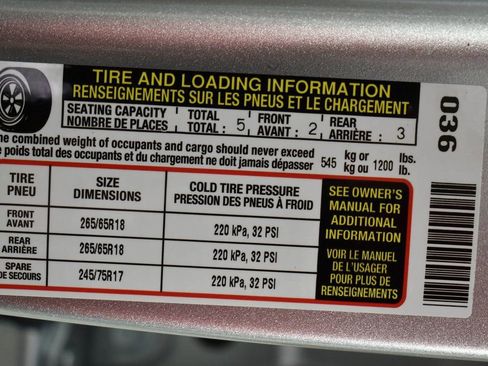 TIRE AND LOADING INFORMATION
RENSEIGNEMENTS SUR LES PNEUS ET LE CHARGEMENT
SEATING CAPACITY TOTAL FRONT REAR
NOMBRE DE PLACES TOTAL : 5 AVANT : 2 ARRIÈRE : 3
combined weight of occupants and cargo should never exceed 545 kg or 1200 lbs.
poids total des occupants et du chargement ne doit jamais dépasser kg ou lb.
TIRE SIZE COLD TIRE PRESSURE
PNEU DIMENSIONS PRESSION DES PNEUS À FROID
FRONT
AVANT 265/65R18 220 kPa, 32 PSI
REAR
ARRIÈRE 265/65R18 220 kPa, 32 PSI
SPARE
DE SECOURS 245/75R17 220 kPa, 32 PSI
SEE OWNER'S
MANUAL FOR
ADDITIONAL
INFORMATION
VOIR LE MANUEL DE
L'USAGER
POUR PLUS DE
RENSEIGNEMENTS
036